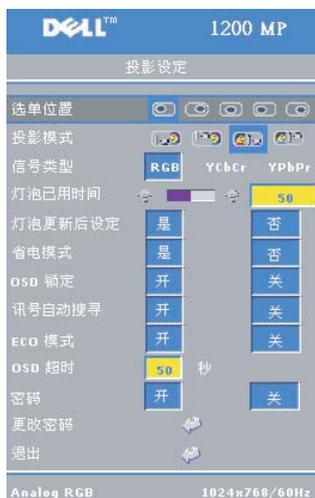 DELL™ 1200 MP
投影设定
选单位置
投影模式
信号类型 RGB YCbCr YPbPr
灯泡已用时间 50
灯泡更新后设定 是 否
省电模式 是 否
OSD 锁定 开 关
讯号自动搜寻 开 关
ECO 模式 开 关
OSD 超时 50 秒
密码 开 关
更改密码
退出
Analog RGB 1024x768/60Hz